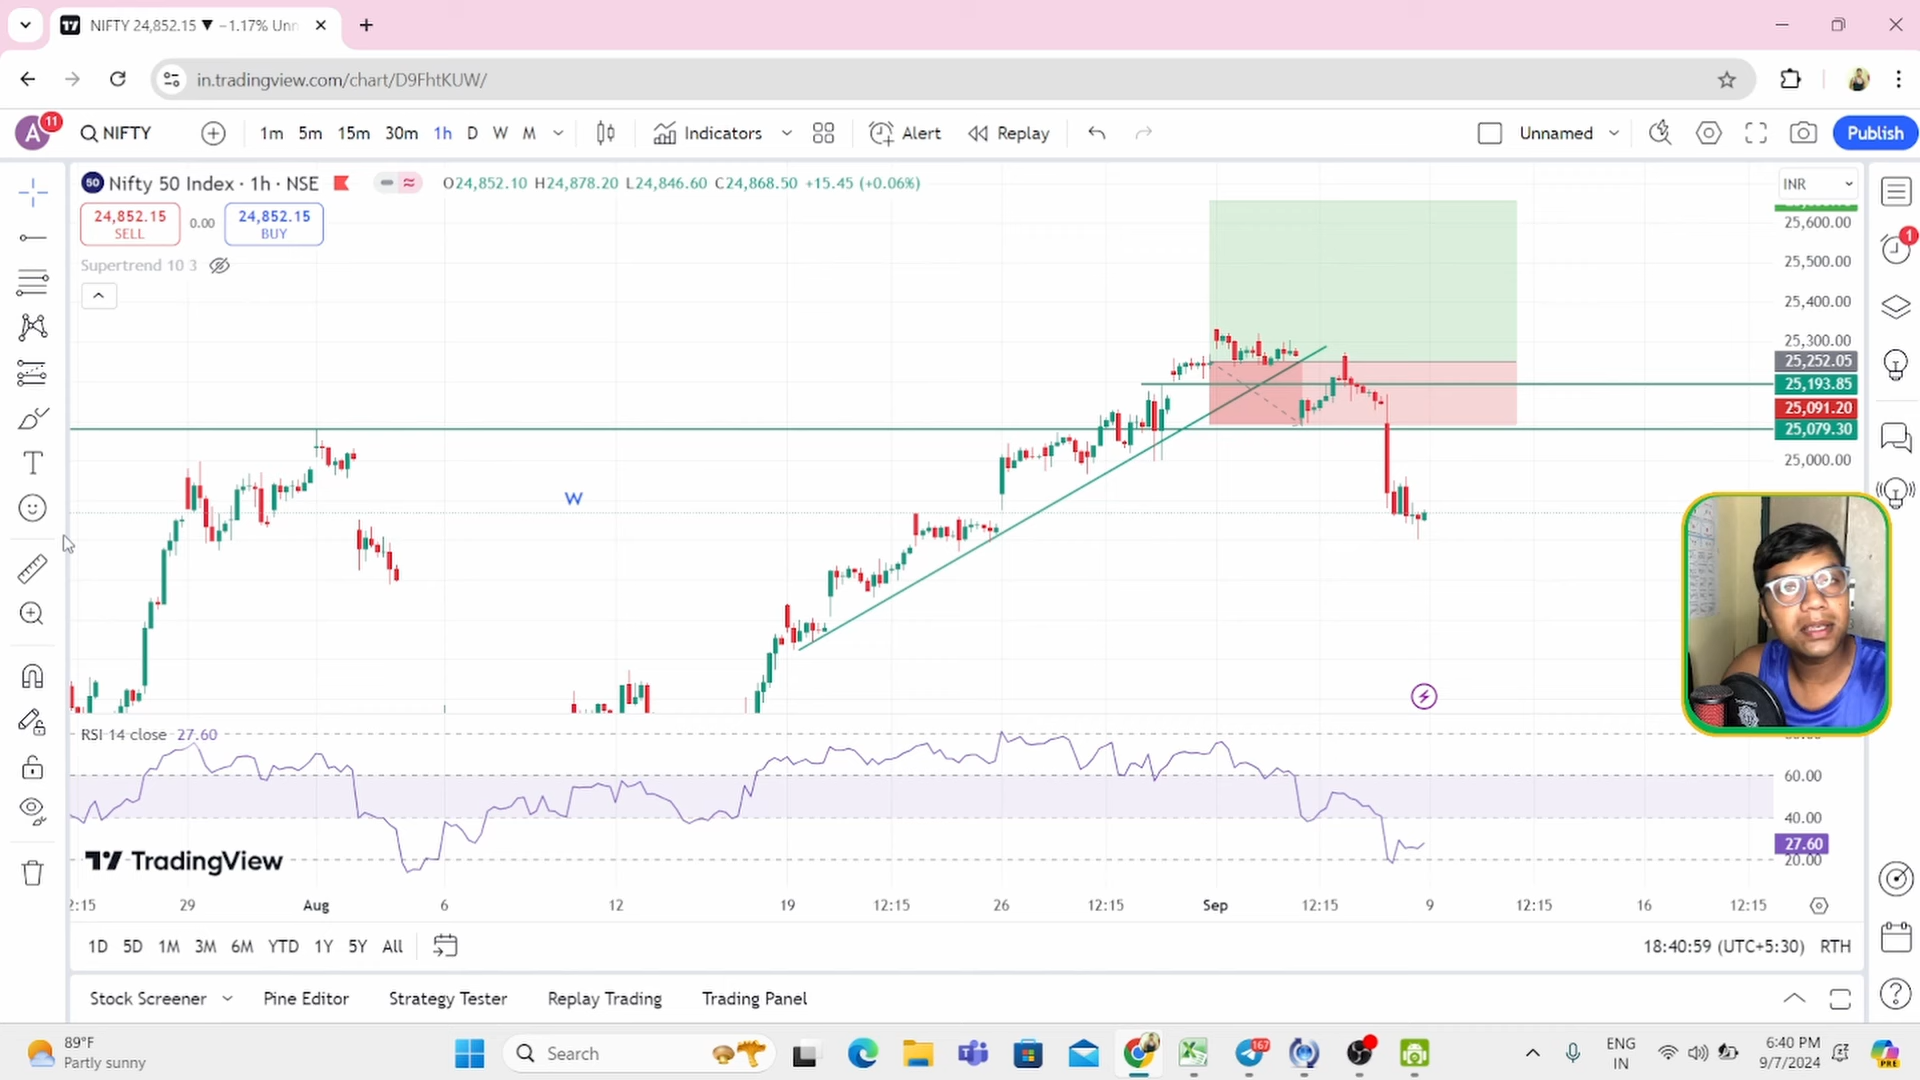 NIFTY 24,852.15 ▼ −1.17% Unn
in.tradingview.com/chart/D9FhtKUW/
A 11 NIFTY 1m 5m 15m 30m 1h D W M Indicators Alert Replay Unnamed Publish
50 Nifty 50 Index · 1h · NSE O24,852.10 H24,878.20 L24,846.60 C24,868.50 +15.45 (+0.06%) INR
24,852.15 0.00 24,852.15
SELL BUY
Supertrend 10 3
25,600.00
25,500.00
25,400.00
25,300.00
25,252.05
25,193.85
25,091.20
25,079.30
25,000.00
1
W
RSI 14 close 27.60
60.00
40.00
27.60
20.00
TradingView
2:15 29 Aug 6 12 19 12:15 26 12:15 Sep 12:15 9 12:15 16 12:15
1D 5D 1M 3M 6M YTD 1Y 5Y All 18:40:59 (UTC+5:30) RTH
Stock Screener Pine Editor Strategy Tester Replay Trading Trading Panel
89°F
Partly sunny
Search
167
ENG
IN
6:40 PM
9/7/2024
PRE